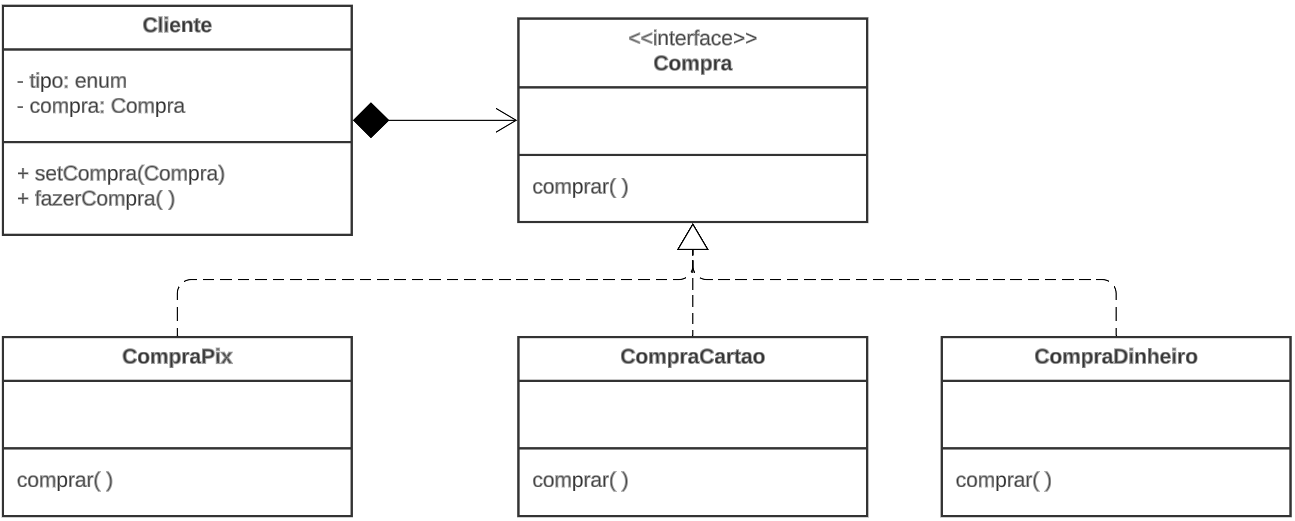 Cliente
- tipo: enum
- compra: Compra
+ setCompra(Compra)
+ fazerCompra( )
<<interface>>
Compra
comprar( )
CompraPix
comprar( )
CompraCartao
comprar( )
CompraDinheiro
comprar( )